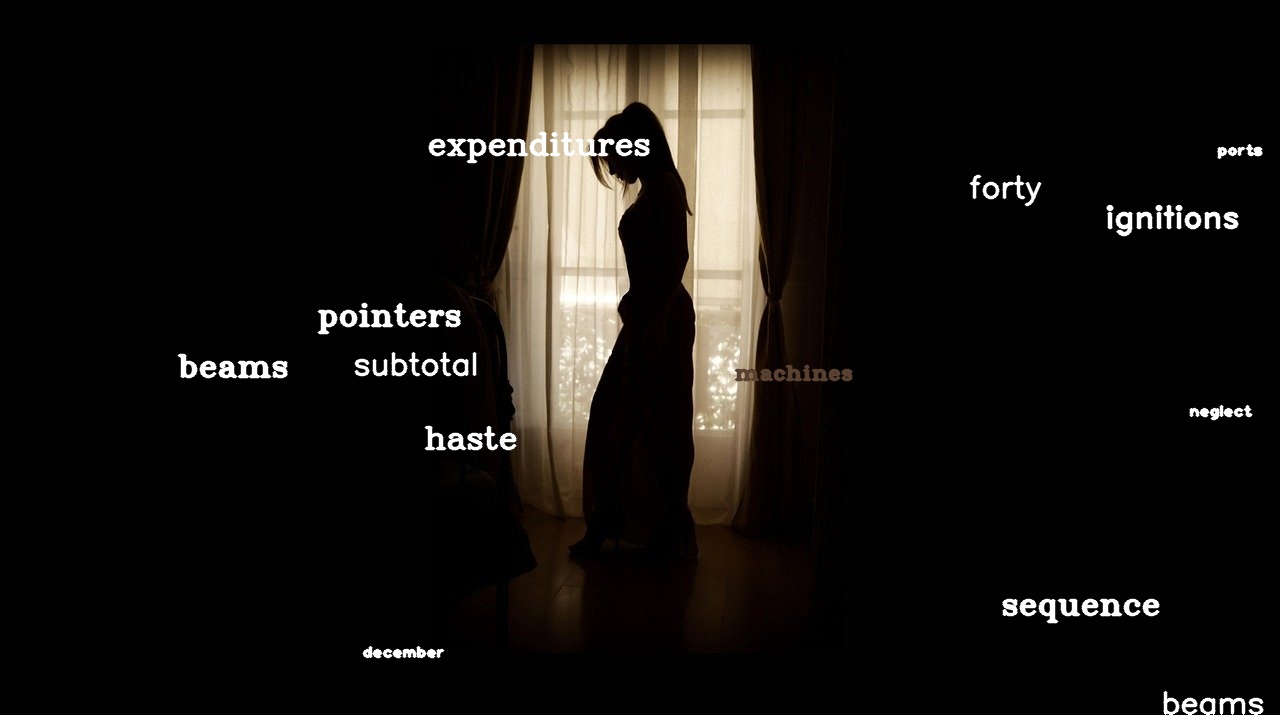 expenditures
ports
forty
ignitions
pointers
beams
subtotal
machines
neglect
haste
sequence
december
beams